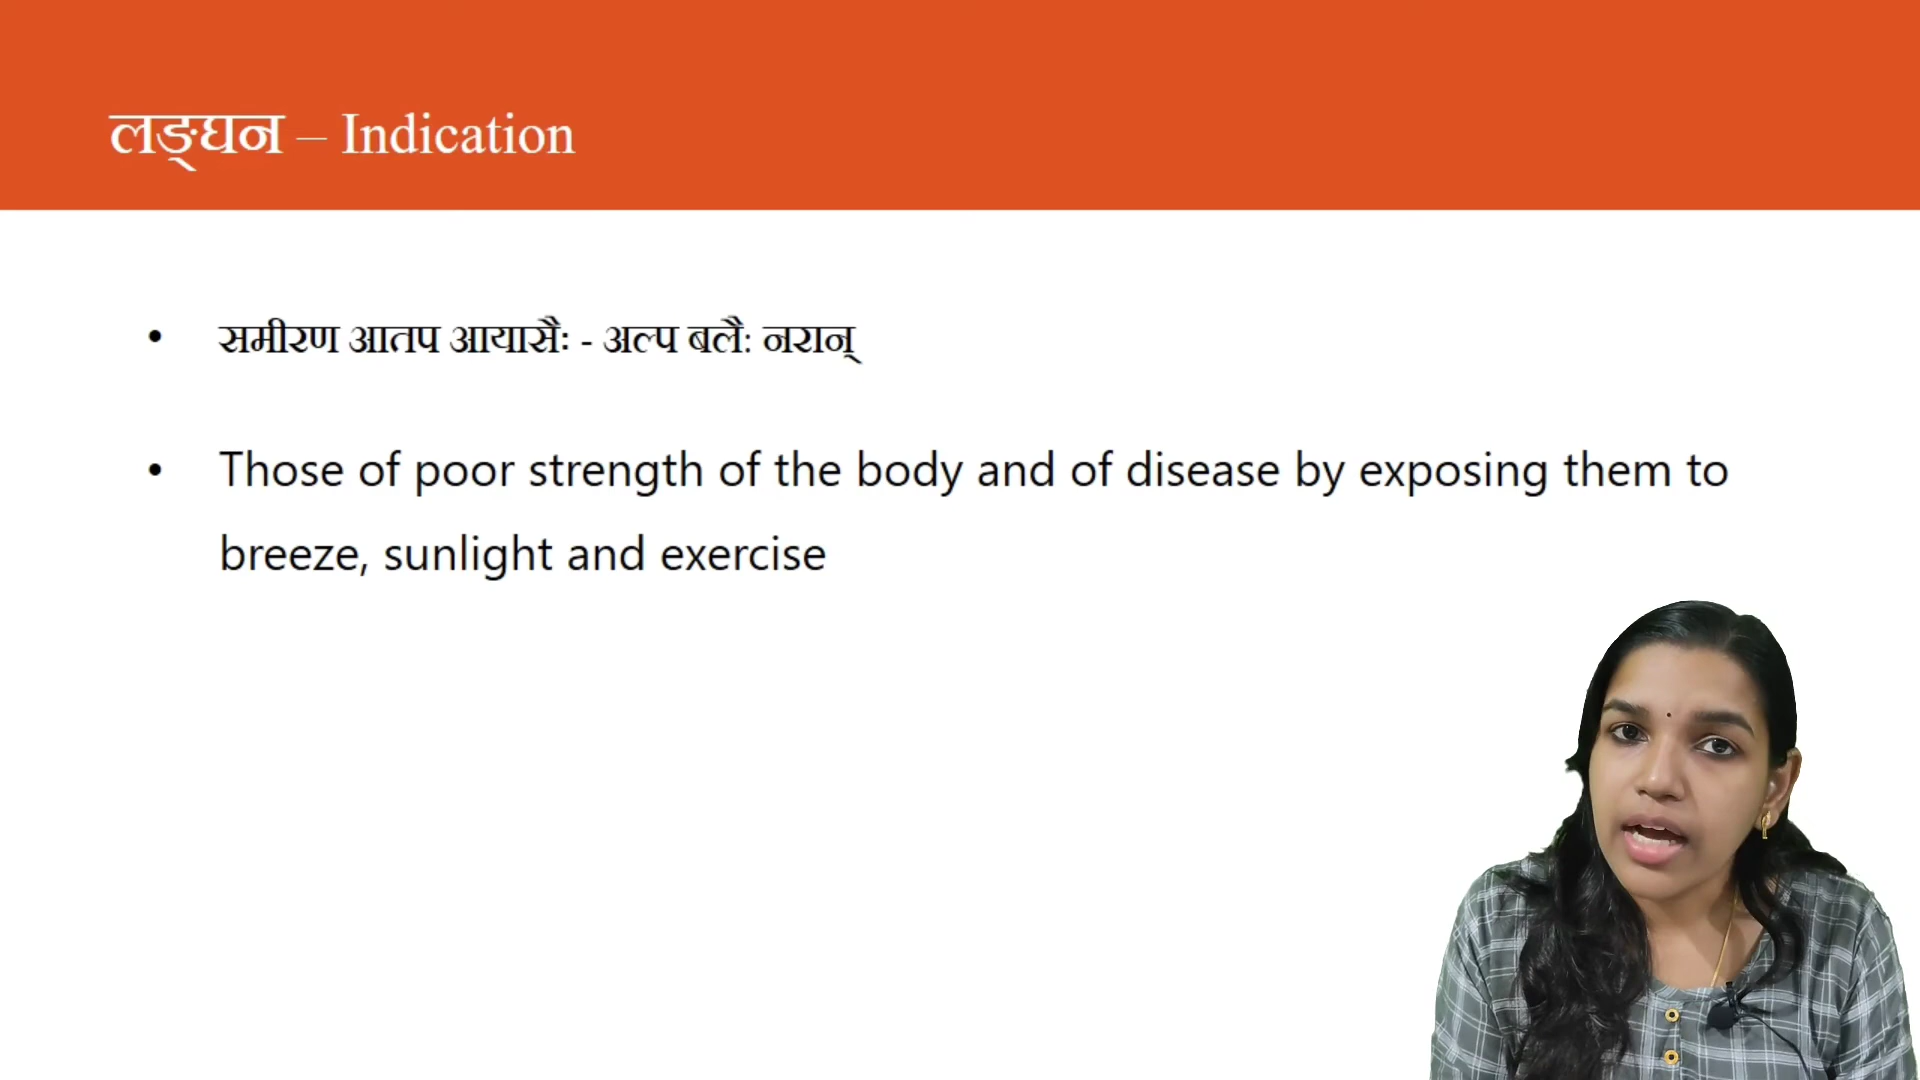 लङ्घन – Indication
• समीरण आतप आयासैः - अल्प बलैः नरान्
• Those of poor strength of the body and of disease by exposing them to
breeze, sunlight and exercise